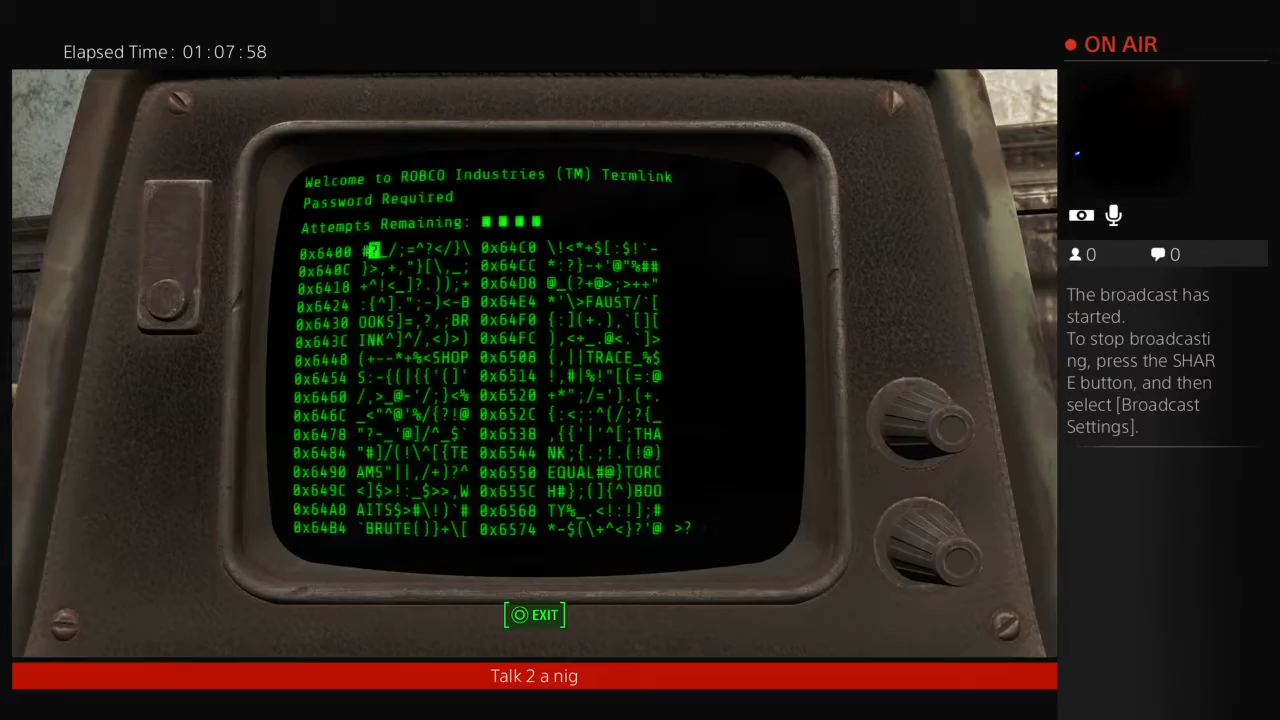 Elapsed Time: 01:07:58
ON AIR
Welcome to ROBCO Industries (TM) Termlink
Password Required
Attempts Remaining:
0x6400 #?_/;=^?</}\ 0x64C0 \!<*+$[:$!`-
0x640C }>,+,"}[\,_; 0x64CC *:?}-+'@"%##
0x6418 +^!<_]?.));+ 0x64D8 @_(?+@>;>++"
0x6424 :{^].";-)<-B 0x64E4 *'\>FAUST/`[
0x6430 OOKS]=,?,;BR 0x64F0 {:](+.),`[][
0x643C INK^]^/,<)>) 0x64FC ),<+_.@<.`]>
0x6448 (+--*+%<SHOP 0x6508 {,||TRACE_%$
0x6454 S:-{(|{{'(]' 0x6514 !,#|%!"[(=:@
0x6460 /,>_@-'/;}<% 0x6520 +*";/=').(+.
0x646C _<"^@'%/{?!@ 0x652C {:<;:^(/;?{_
0x6478 "?-_'@]/^_$` 0x6538 ,{{'|'^[;THA
0x6484 "#]/(!\^[{TE 0x6544 NK;{.;!.(!@)
0x6490 AMS"||,/+)?^ 0x6550 EQUAL#@}TORC
0x649C <]$>!:_$>>,W 0x655C H#};(]{^)BOO
0x64A8 AITS$>#\!)`# 0x6568 TY%_.<!:!];#
0x64B4 `BRUTE()}+\[ 0x6574 *-$(\+^<}?'@ >?
EXIT
Talk 2 a nig
0
0
The broadcast has
started.
To stop broadcasti
ng, press the SHAR
E button, and then
select [Broadcast
Settings].